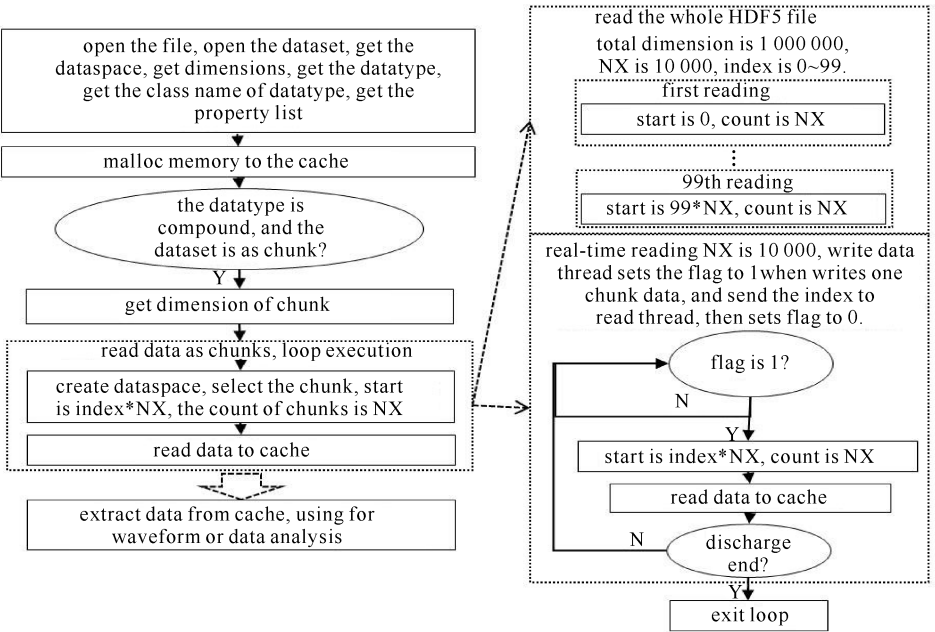 open the file, open the dataset, get the
dataspace, get dimensions, get the datatype,
get the class name of datatype, get the
property list
malloc memory to the cache
the datatype is
compound, and the
dataset is as chunk?
Y
get dimension of chunk
read data as chunks, loop execution
create dataspace, select the chunk, start
is index*NX, the count of chunks is NX
read data to cache
extract data from cache, using for
waveform or data analysis
read the whole HDF5 file
total dimension is 1 000 000,
NX is 10 000, index is 0~99.
first reading
start is 0, count is NX
99th reading
start is 99*NX, count is NX
real-time reading NX is 10 000, write data
thread sets the flag to 1when writes one
chunk data, and send the index to
read thread, then sets flag to 0.
flag is 1?
N
Y
start is index*NX, count is NX
read data to cache
N
discharge
end?
Y
exit loop